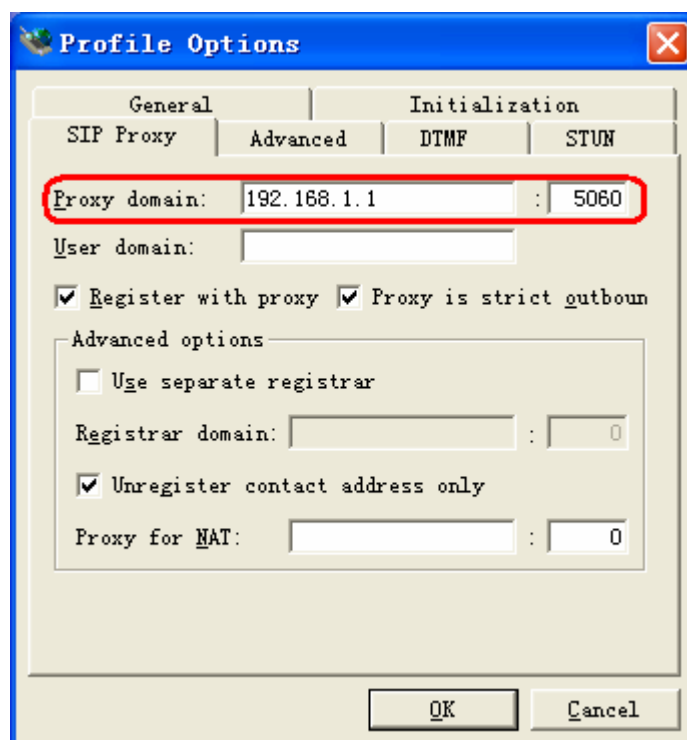 Profile Options
General Initialization
SIP Proxy Advanced DTMF STUN
Proxy domain: 192.168.1.1 : 5060
User domain:
Register with proxy Proxy is strict outboun
Advanced options
Use separate registrar
Registrar domain: : 0
Unregister contact address only
Proxy for NAT: : 0
OK Cancel